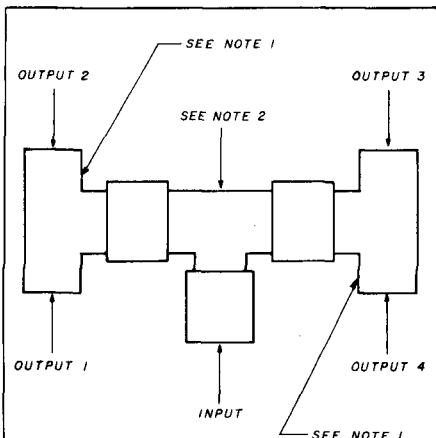 SEE NOTE 1
OUTPUT 2
OUTPUT 3
SEE NOTE 2
OUTPUT 1
OUTPUT 4
INPUT
SEE NOTE 1